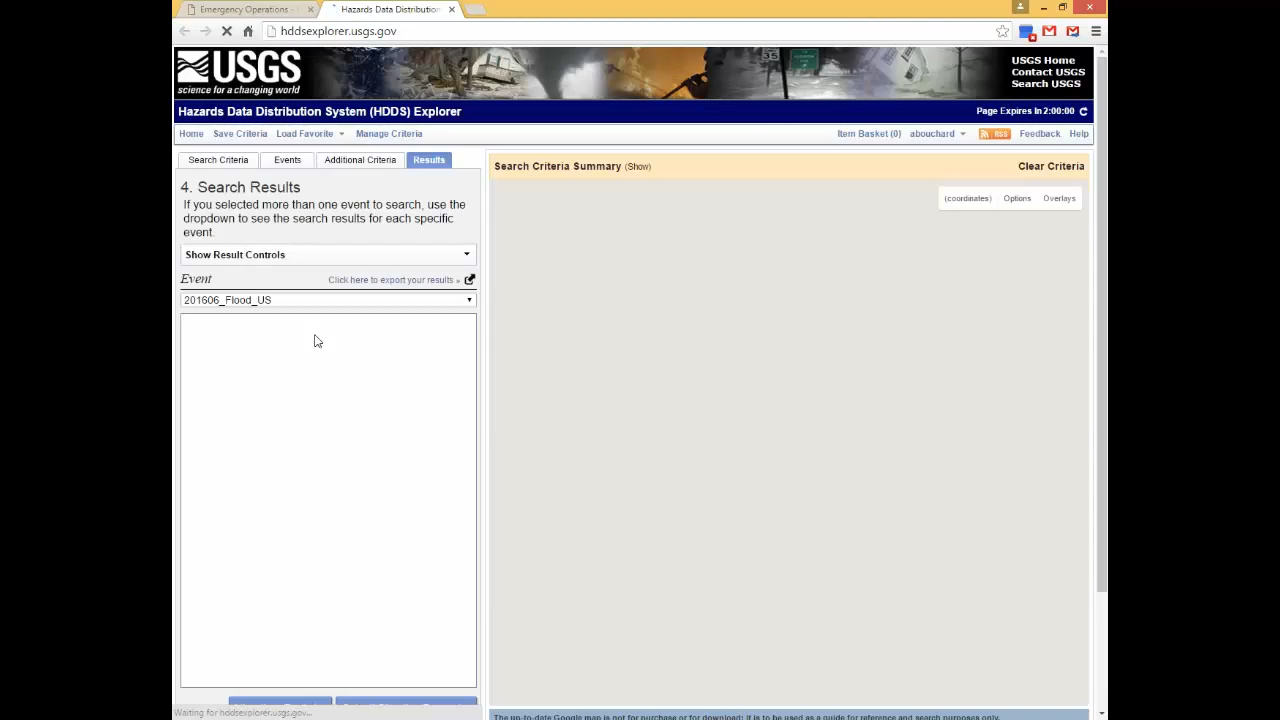 Emergency Operations -
Hazards Data Distribution
hddsexplorer.usgs.gov
USGS
science for a changing world
USGS Home
Contact USGS
Search USGS
Hazards Data Distribution System (HDDS) Explorer
Page Expires In 2:00:00
Home Save Criteria Load Favorite Manage Criteria
Item Basket (0) abouchard RSS Feedback Help
Search Criteria Events Additional Criteria Results
Search Criteria Summary (Show) Clear Criteria
4. Search Results
If you selected more than one event to search, use the
dropdown to see the search results for each specific
event.
(coordinates) Options Overlays
Show Result Controls
Event Click here to export your results »
201606_Flood_US
Waiting for hddsexplorer.usgs.gov...
The up-to-date Google map is not for purchase or for download; it is to be used as a guide for reference and search purposes only.